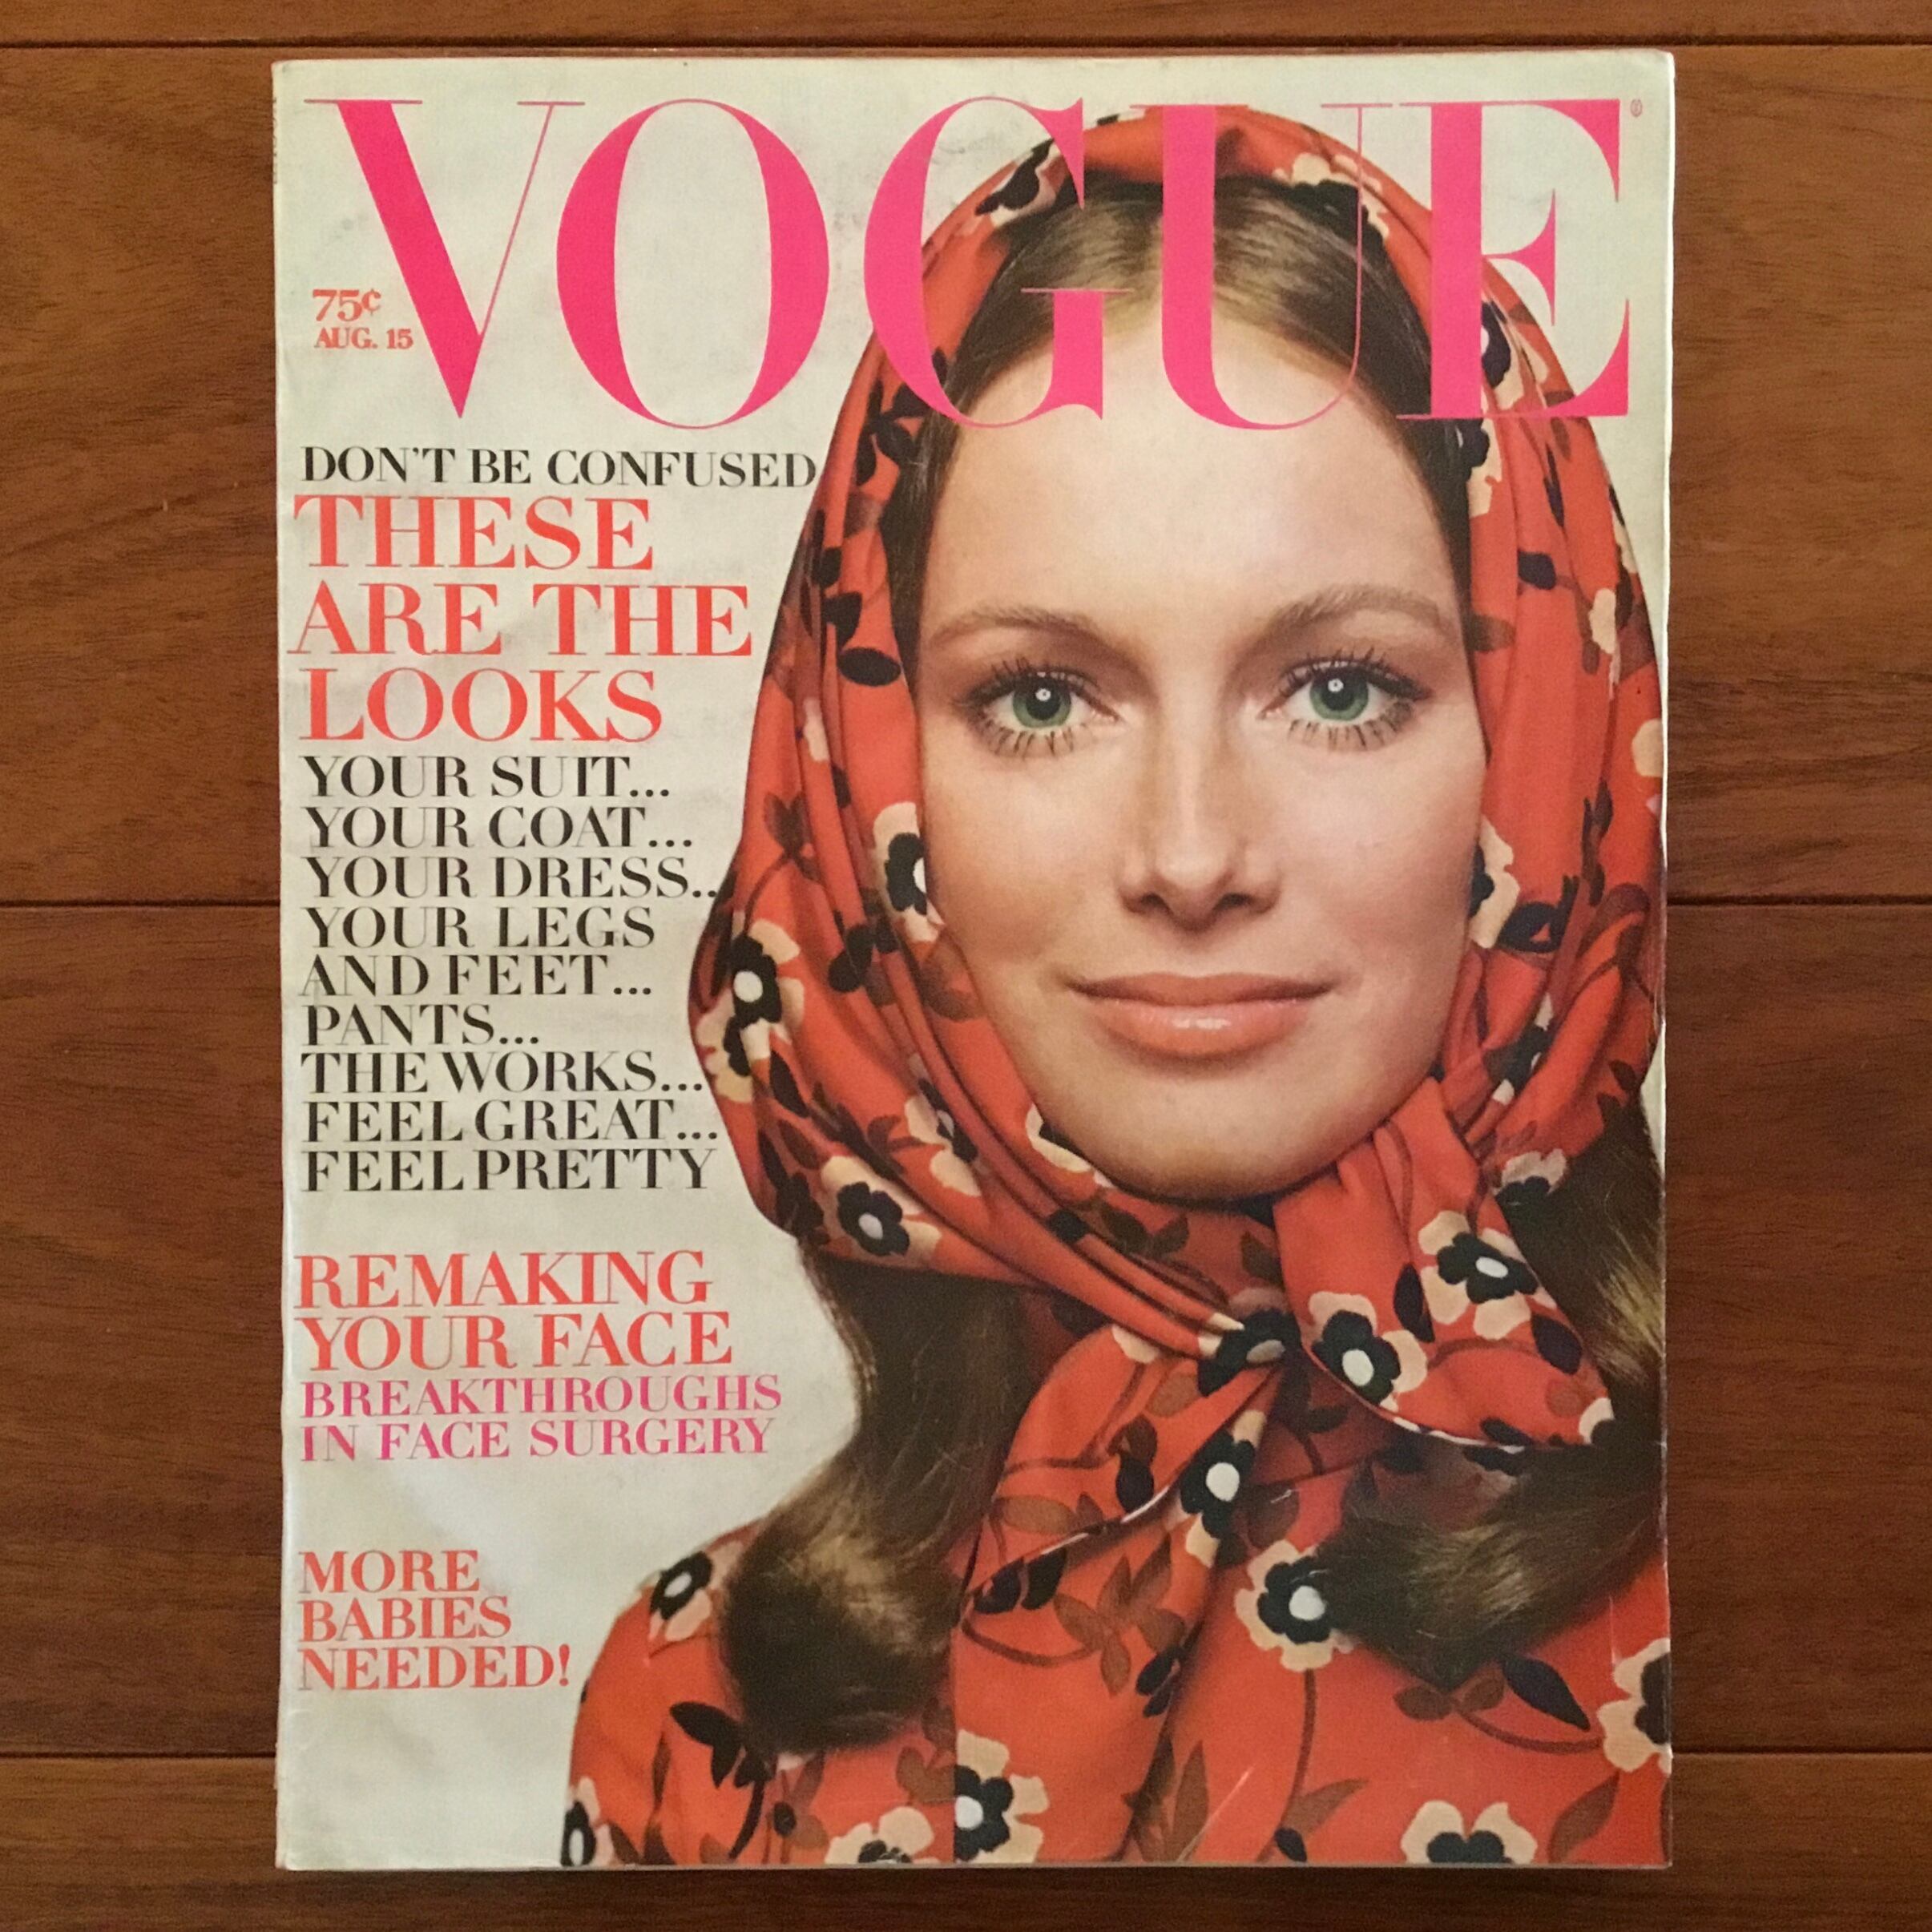 VOGUE
75¢
AUG. 15
DON'T BE CONFUSED
THESE
ARE THE
LOOKS
YOUR SUIT...
YOUR COAT...
YOUR DRESS..
YOUR LEGS
AND FEET...
PANTS...
THE WORKS...
FEEL GREAT...
FEEL PRETTY
REMAKING
YOUR FACE
BREAKTHROUGHS
IN FACE SURGERY
MORE
BABIES
NEEDED!